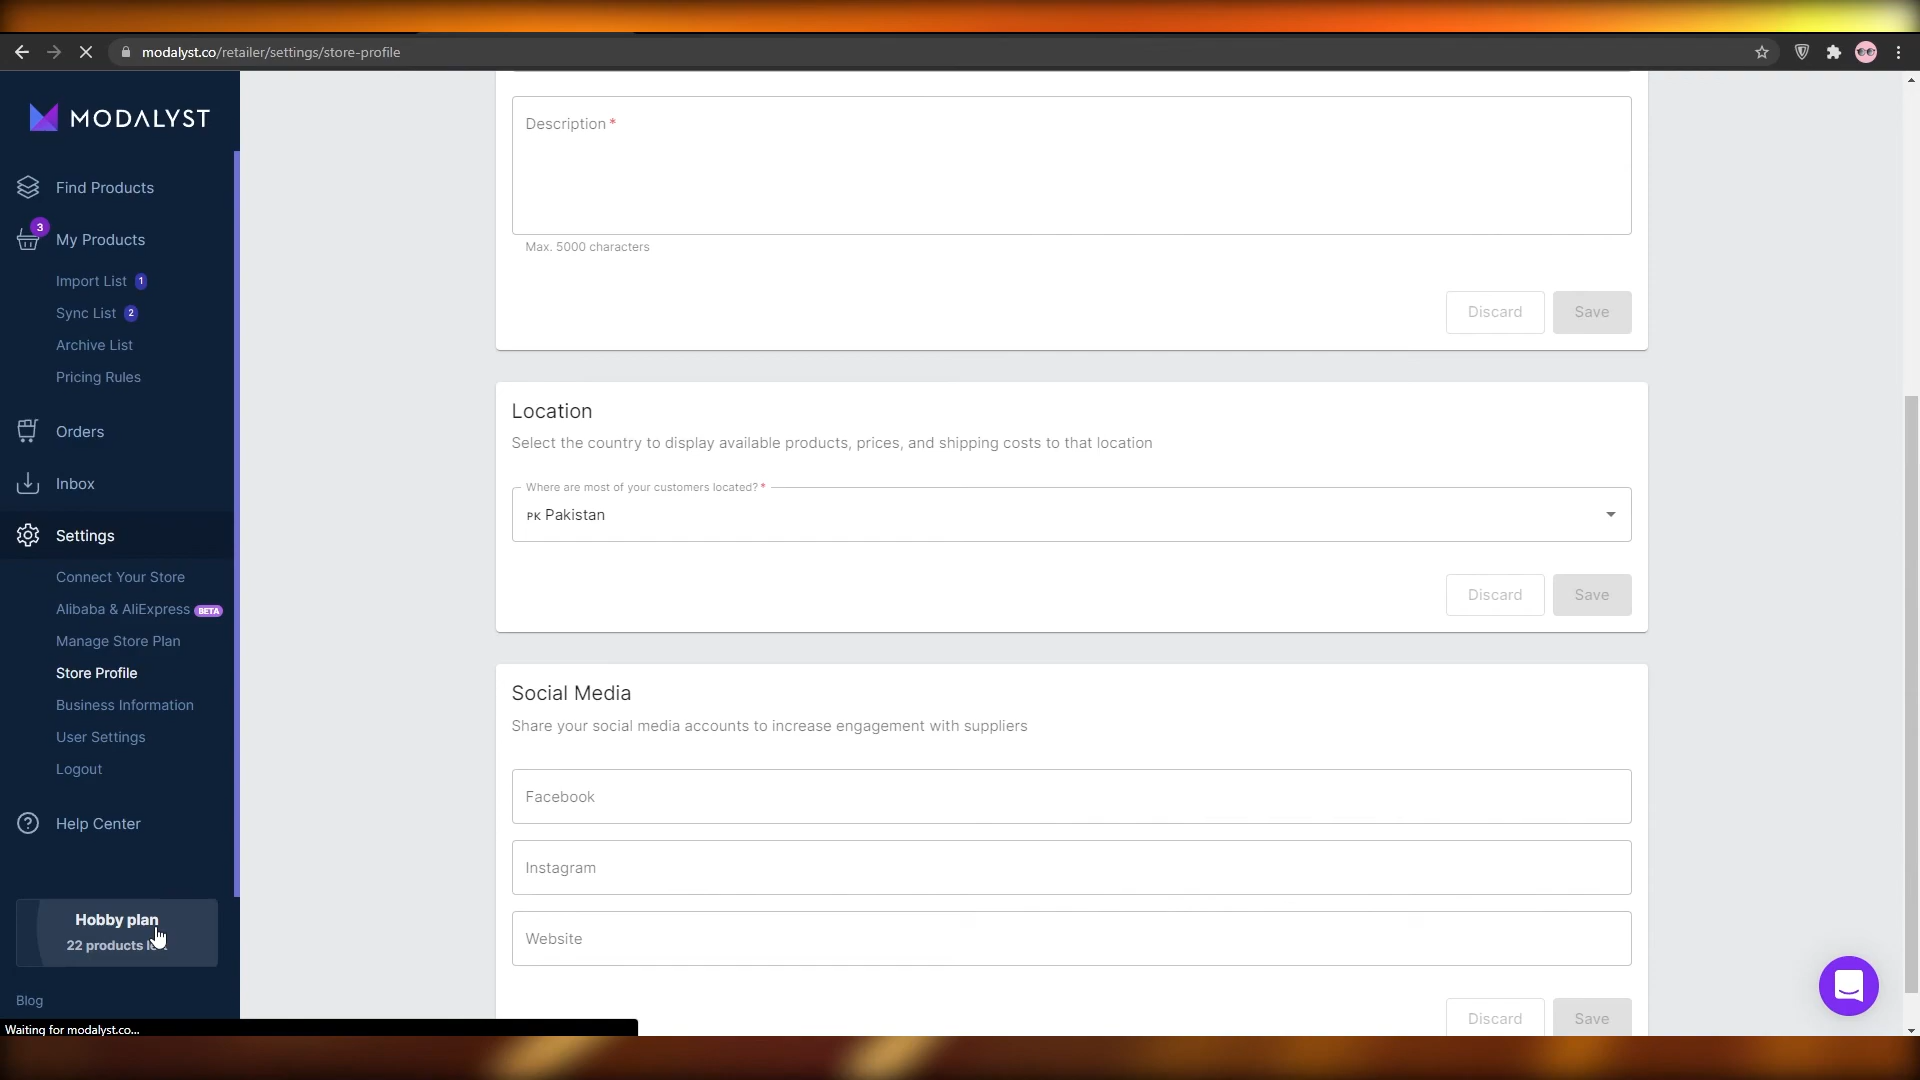 modalyst.co/retailer/settings/store-profile
MODALYST
Find Products
3
My Products
Import List 1
Sync List 2
Archive List
Pricing Rules
Orders
Inbox
Settings
Connect Your Store
Alibaba & AliExpress BETA
Manage Store Plan
Store Profile
Business Information
User Settings
Logout
Help Center
Hobby plan
22 products
Blog
Waiting for modalyst.co...
Description *
Max. 5000 characters
Discard Save
Location
Select the country to display available products, prices, and shipping costs to that location
Where are most of your customers located? *
PK Pakistan
Discard Save
Social Media
Share your social media accounts to increase engagement with suppliers
Facebook
Instagram
Website
Discard Save